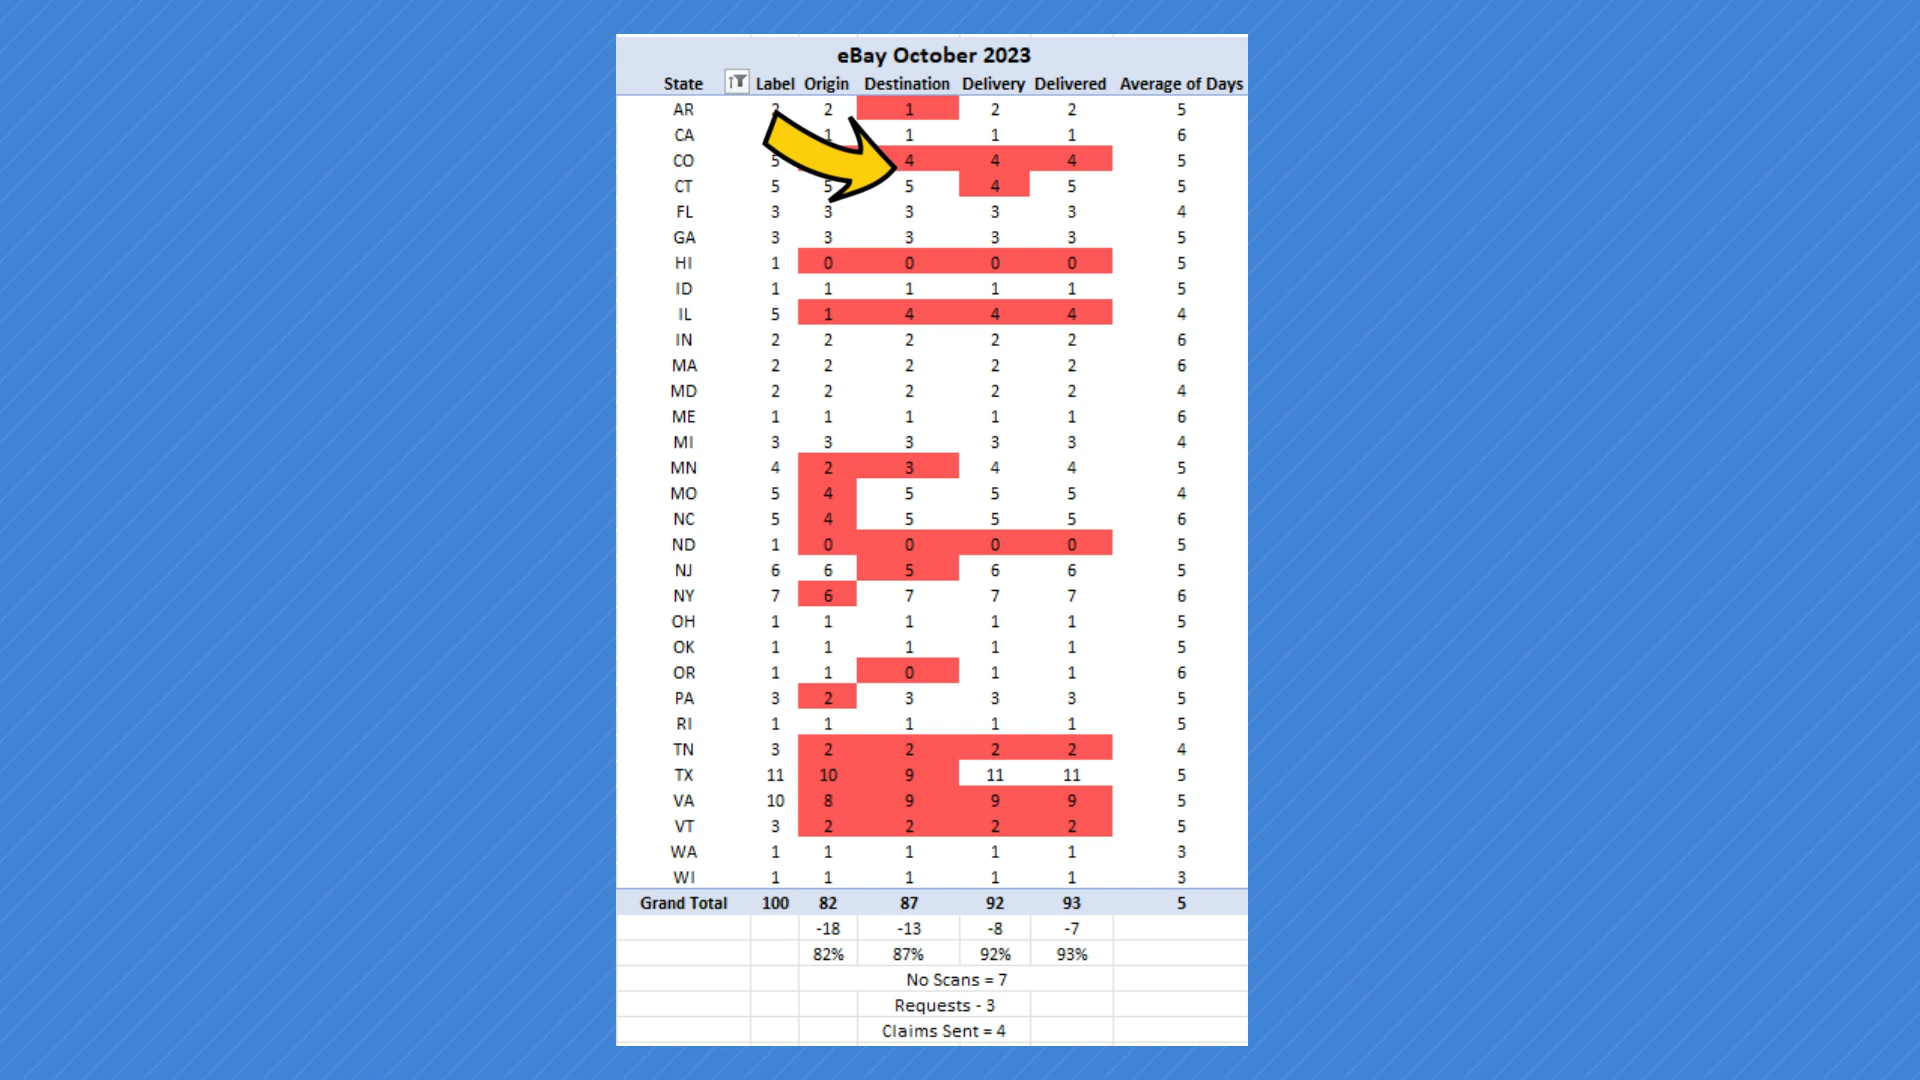 eBay October 2023
State Label Origin Destination Delivery Delivered Average of Days
AR 2 2 1 2 2 5
CA 1 1 1 1 6
CO 5 4 4 4 5
CT 5 5 5 4 5 5
FL 3 3 3 3 3 4
GA 3 3 3 3 3 5
HI 1 0 0 0 0 5
ID 1 1 1 1 1 5
IL 5 1 4 4 4 4
IN 2 2 2 2 2 6
MA 2 2 2 2 2 6
MD 2 2 2 2 2 4
ME 1 1 1 1 1 6
MI 3 3 3 3 3 4
MN 4 2 3 4 4 5
MO 5 4 5 5 5 4
NC 5 4 5 5 5 6
ND 1 0 0 0 0 5
NJ 6 6 5 6 6 5
NY 7 6 7 7 7 6
OH 1 1 1 1 1 5
OK 1 1 1 1 1 5
OR 1 1 0 1 1 6
PA 3 2 3 3 3 5
RI 1 1 1 1 1 5
TN 3 2 2 2 2 4
TX 11 10 9 11 11 5
VA 10 8 9 9 9 5
VT 3 2 2 2 2 5
WA 1 1 1 1 1 3
WI 1 1 1 1 1 3
Grand Total 100 82 87 92 93 5
-18 -13 -8 -7
82% 87% 92% 93%
No Scans = 7
Requests - 3
Claims Sent = 4